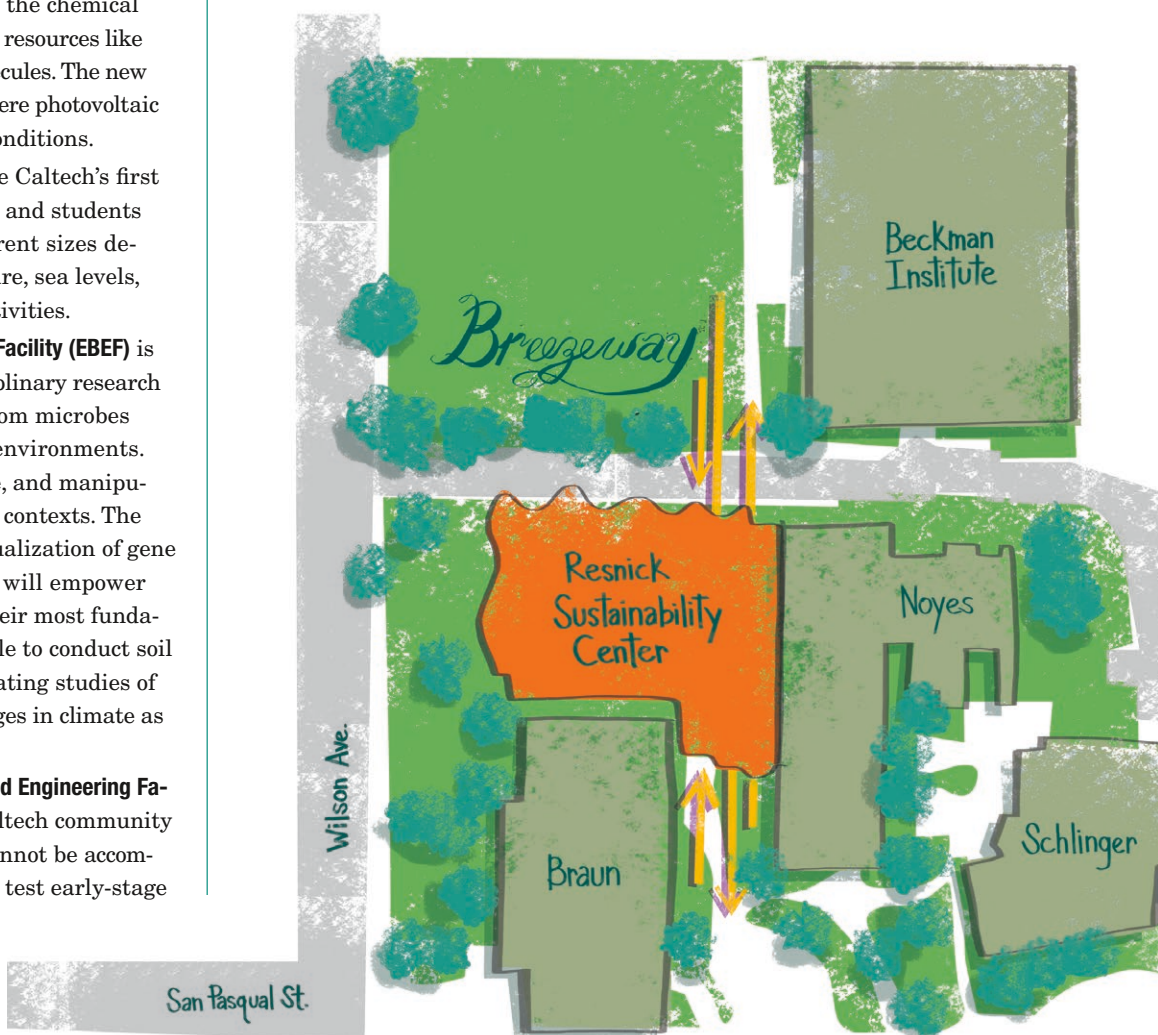 the chemical
resources like
ecules. The new
ere photovoltaic
onditions.
e Caltech's first
and students
rent sizes de-
re, sea levels,
tivities.
Facility (EBEF) is
plinary research
om microbes
environments.
e, and manipu-
contexts. The
ualization of gene
will empower
eir most funda-
le to conduct soil
ating studies of
ges in climate as
d Engineering Fa-
ltech community
nnot be accom-
test early-stage
Beckman
Institute
Breezeway
Resnick
Sustainability
Center
Noyes
Wilson Ave.
Braun
Schlinger
San Pasqual St.